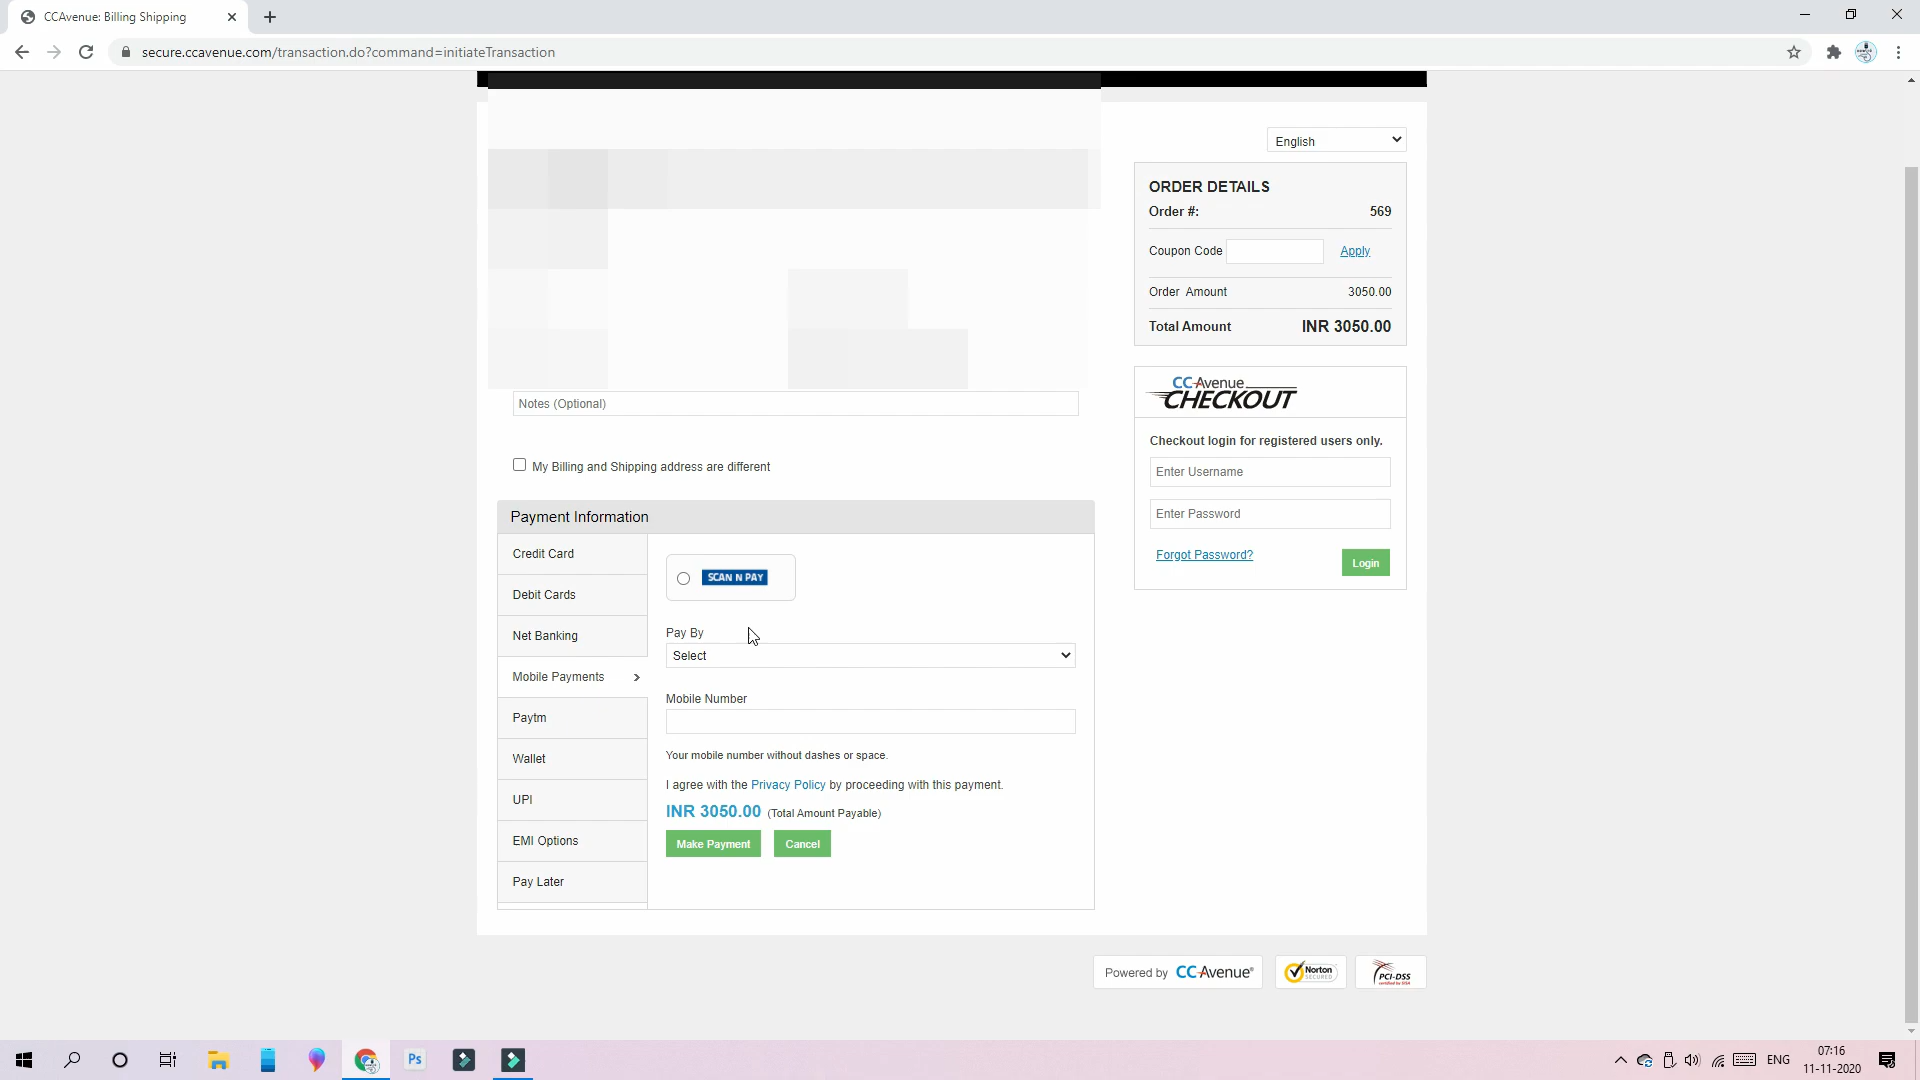 CCAvenue: Billing Shipping
secure.ccavenue.com/transaction.do?command=initiateTransaction
English
ORDER DETAILS
Order #: 569
Coupon Code Apply
Order Amount 3050.00
Total Amount INR 3050.00
Notes (Optional)
My Billing and Shipping address are different
CCAvenue
CHECKOUT
Checkout login for registered users only.
Enter Username
Enter Password
Forgot Password?
Login
Payment Information
Credit Card
Debit Cards
Net Banking
Mobile Payments
Paytm
Wallet
UPI
EMI Options
Pay Later
SCAN N PAY
Pay By
Select
Mobile Number
Your mobile number without dashes or space.
I agree with the Privacy Policy by proceeding with this payment.
INR 3050.00 (Total Amount Payable)
Make Payment Cancel
Powered by CCAvenue®
Norton
SECURED
PCI-DSS
certified by SISA
Ps
ENG
07:16
11-11-2020